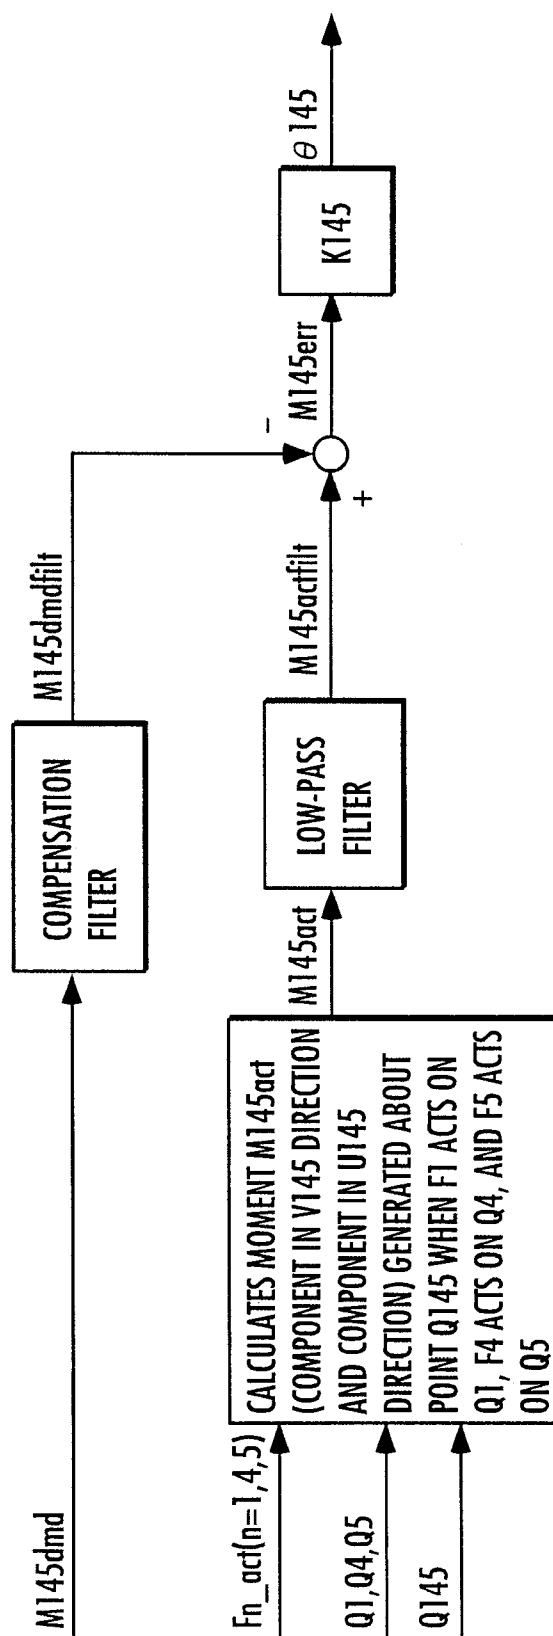 M145dmd
COMPENSATION
FILTER
M145dmdfilt
-
Fn_act(n=1,4,5)
Q1,Q4,Q5
Q145
CALCULATES MOMENT M145act
(COMPONENT IN V145 DIRECTION
AND COMPONENT IN U145
DIRECTION) GENERATED ABOUT
POINT Q145 WHEN F1 ACTS ON
Q1, F4 ACTS ON Q4, AND F5 ACTS
ON Q5
M145act
LOW-PASS
FILTER
M145actfilt
+
M145err
K145
θ145